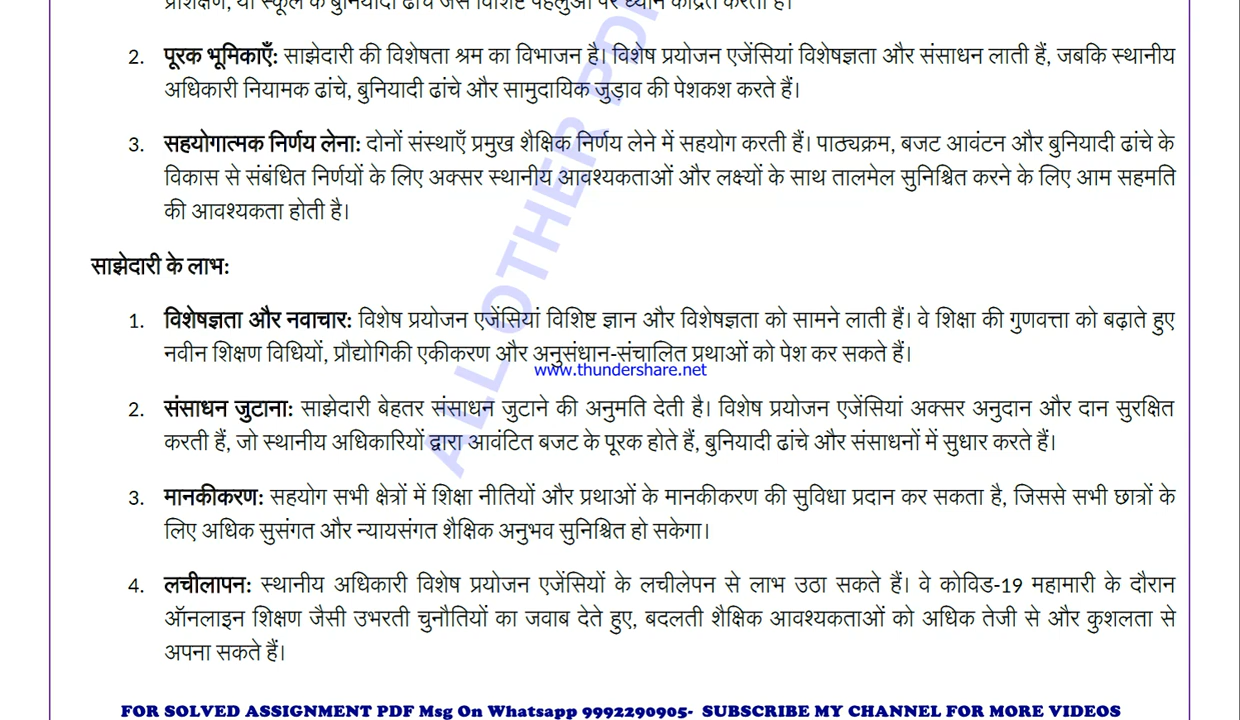 प्रशिक्षण, या स्कूल के बुनियादी ढांचे जैसे विशिष्ट पहलुओं पर ध्यान केंद्रित करती हैं।
2. पूरक भूमिकाएँ: साझेदारी की विशेषता श्रम का विभाजन है। विशेष प्रयोजन एजेंसियां विशेषज्ञता और संसाधन लाती हैं, जबकि स्थानीय
अधिकारी नियामक ढांचे, बुनियादी ढांचे और सामुदायिक जुड़ाव की पेशकश करते हैं।
3. सहयोगात्मक निर्णय लेना: दोनों संस्थाएँ प्रमुख शैक्षिक निर्णय लेने में सहयोग करती हैं। पाठ्यक्रम, बजट आवंटन और बुनियादी ढांचे के
विकास से संबंधित निर्णयों के लिए अक्सर स्थानीय आवश्यकताओं और लक्ष्यों के साथ तालमेल सुनिश्चित करने के लिए आम सहमति
की आवश्यकता होती है।
साझेदारी के लाभ:
1. विशेषज्ञता और नवाचार: विशेष प्रयोजन एजेंसियां विशिष्ट ज्ञान और विशेषज्ञता को सामने लाती हैं। वे शिक्षा की गुणवत्ता को बढ़ाते हुए
नवीन शिक्षण विधियों, प्रौद्योगिकी एकीकरण और अनुसंधान-संचालित प्रथाओं को पेश कर सकते हैं।
www.thundershare.net
2. संसाधन जुटाना: साझेदारी बेहतर संसाधन जुटाने की अनुमति देती है। विशेष प्रयोजन एजेंसियां अक्सर अनुदान और दान सुरक्षित
करती हैं, जो स्थानीय अधिकारियों द्वारा आवंटित बजट के पूरक होते हैं, बुनियादी ढांचे और संसाधनों में सुधार करते हैं।
3. मानकीकरण: सहयोग सभी क्षेत्रों में शिक्षा नीतियों और प्रथाओं के मानकीकरण की सुविधा प्रदान कर सकता है, जिससे सभी छात्रों के
लिए अधिक सुसंगत और न्यायसंगत शैक्षिक अनुभव सुनिश्चित हो सकेगा।
4. लचीलापन: स्थानीय अधिकारी विशेष प्रयोजन एजेंसियों के लचीलेपन से लाभ उठा सकते हैं। वे कोविड-19 महामारी के दौरान
ऑनलाइन शिक्षण जैसी उभरती चुनौतियों का जवाब देते हुए, बदलती शैक्षिक आवश्यकताओं को अधिक तेजी से और कुशलता से
अपना सकते हैं।
ALL OTHER PDF
FOR SOLVED ASSIGNMENT PDF Msg On Whatsapp 9992290905- SUBSCRIBE MY CHANNEL FOR MORE VIDEOS